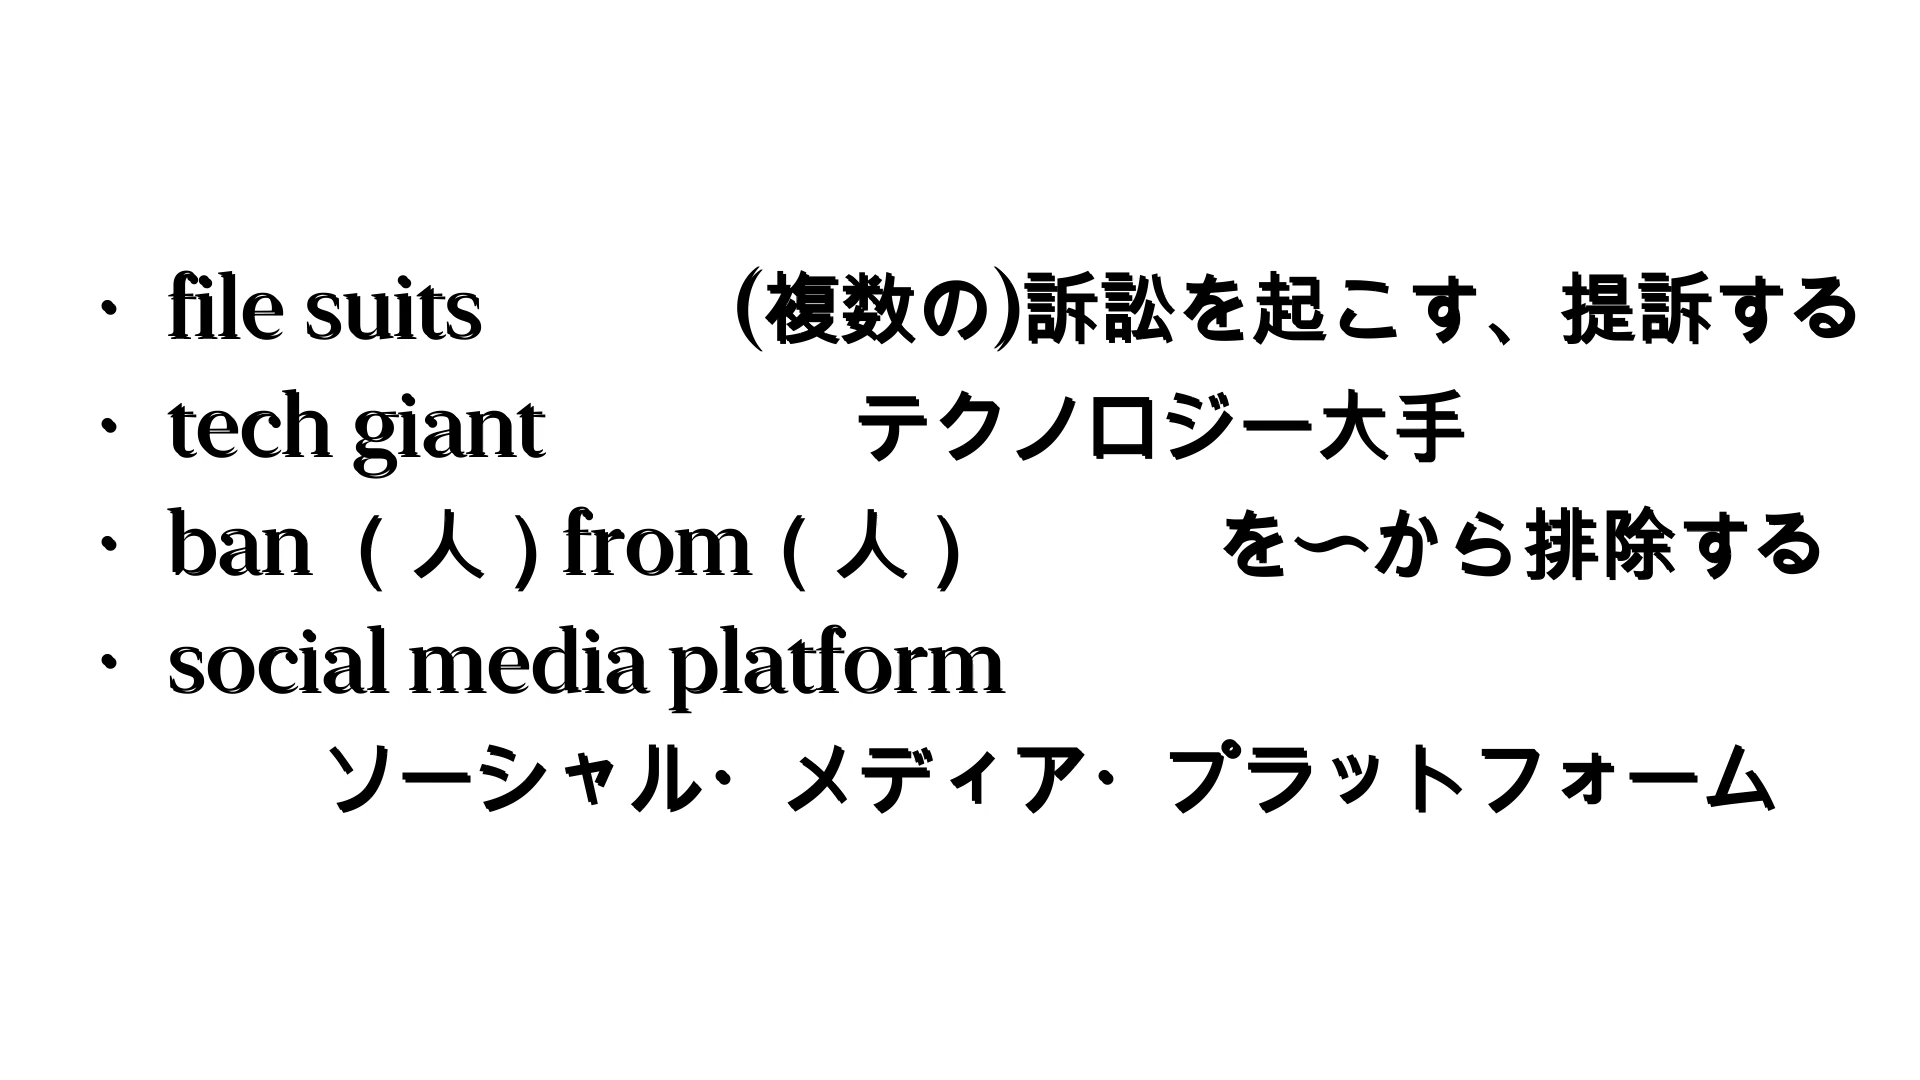 ・ file suits (複数の)訴訟を起こす、提訴する
・ tech giant テクノロジー大手
・ ban ( 人 ) from ( 人 ) を〜から排除する
・ social media platform
ソーシャル・メディア・プラットフォーム